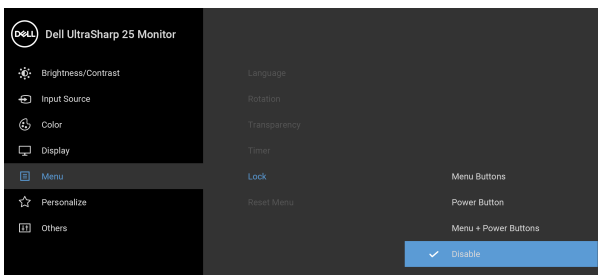 DELL Dell UltraSharp 25 Monitor
Brightness/Contrast
Language
Input Source
Rotation
Color
Transparency
Display
Timer
Menu
Lock
Menu Buttons
Personalize
Reset Menu
Power Button
Others
Menu + Power Buttons
Disable